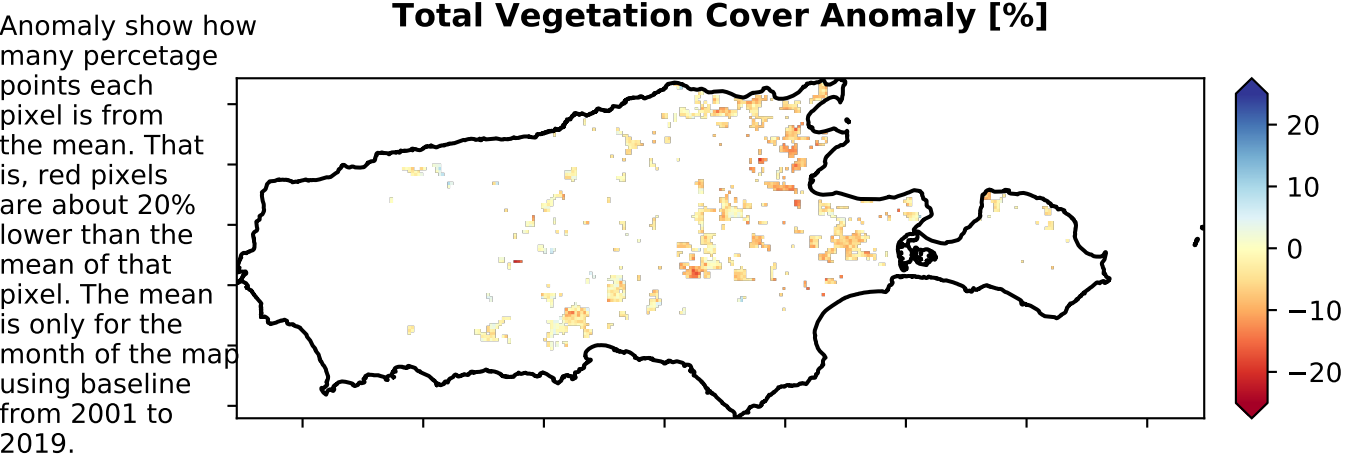 Total Vegetation Cover Anomaly [%]
Anomaly show how
many percetage
points each
pixel is from
the mean. That
is, red pixels
are about 20%
lower than the
mean of that
pixel. The mean
is only for the
month of the map
using baseline
from 2001 to
2019.
20
10
0
−10
−20